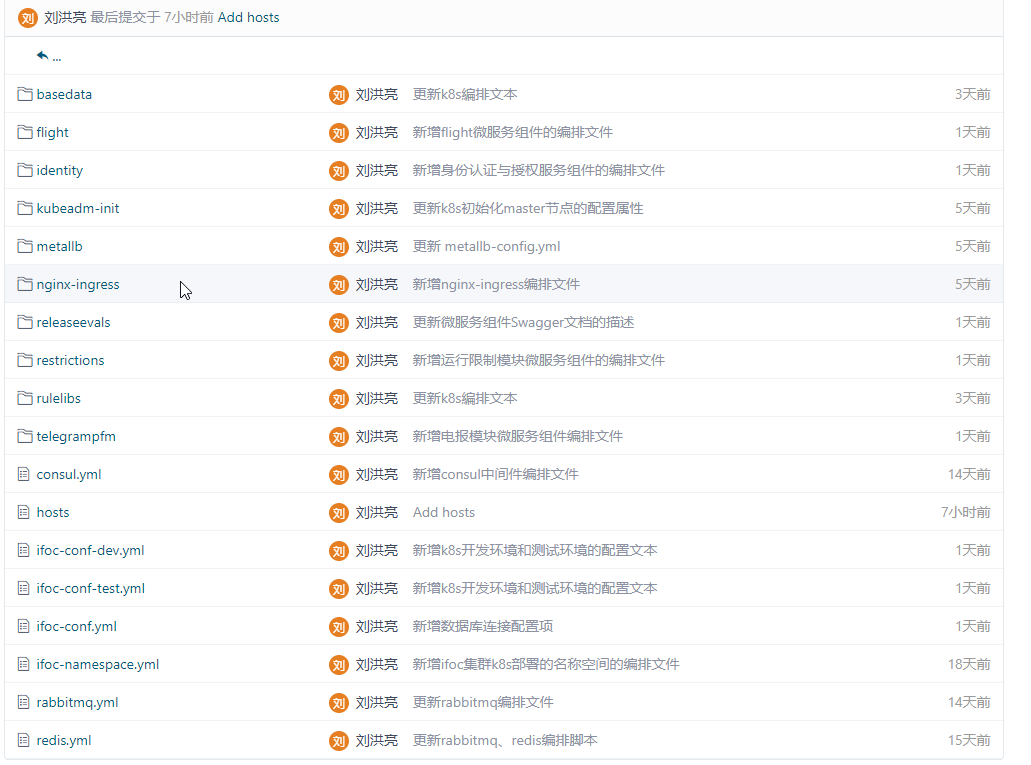 刘 刘洪亮 最后提交于 7小时前 Add hosts
...
basedata 刘 刘洪亮 更新k8s编排文本 3天前
flight 刘 刘洪亮 新增flight微服务组件的编排文件 1天前
identity 刘 刘洪亮 新增身份认证与授权服务组件的编排文件 1天前
kubeadm-init 刘 刘洪亮 更新k8s初始化master节点的配置属性 5天前
metallb 刘 刘洪亮 更新 metallb-config.yml 5天前
nginx-ingress 刘 刘洪亮 新增nginx-ingress编排文件 5天前
releaseevals 刘 刘洪亮 更新微服务组件Swagger文档的描述 1天前
restrictions 刘 刘洪亮 新增运行限制模块微服务组件的编排文件 1天前
rulelibs 刘 刘洪亮 更新k8s编排文本 3天前
telegrampfm 刘 刘洪亮 新增电报模块微服务组件编排文件 1天前
consul.yml 刘 刘洪亮 新增consul中间件编排文件 14天前
hosts 刘 刘洪亮 Add hosts 7小时前
ifoc-conf-dev.yml 刘 刘洪亮 新增k8s开发环境和测试环境的配置文本 1天前
ifoc-conf-test.yml 刘 刘洪亮 新增k8s开发环境和测试环境的配置文本 1天前
ifoc-conf.yml 刘 刘洪亮 新增数据库连接配置项 1天前
ifoc-namespace.yml 刘 刘洪亮 新增ifoc集群k8s部署的名称空间的编排文件 18天前
rabbitmq.yml 刘 刘洪亮 更新rabbitmq编排文件 14天前
redis.yml 刘 刘洪亮 更新rabbitmq、redis编排脚本 15天前